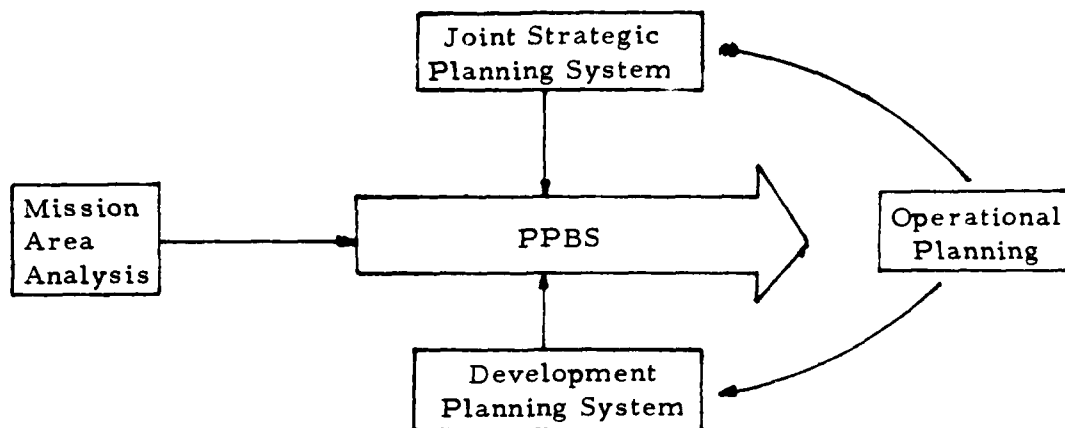 Joint Strategic
Planning System
Mission
Area
Analysis
PPBS
Operational
Planning
Development
Planning System